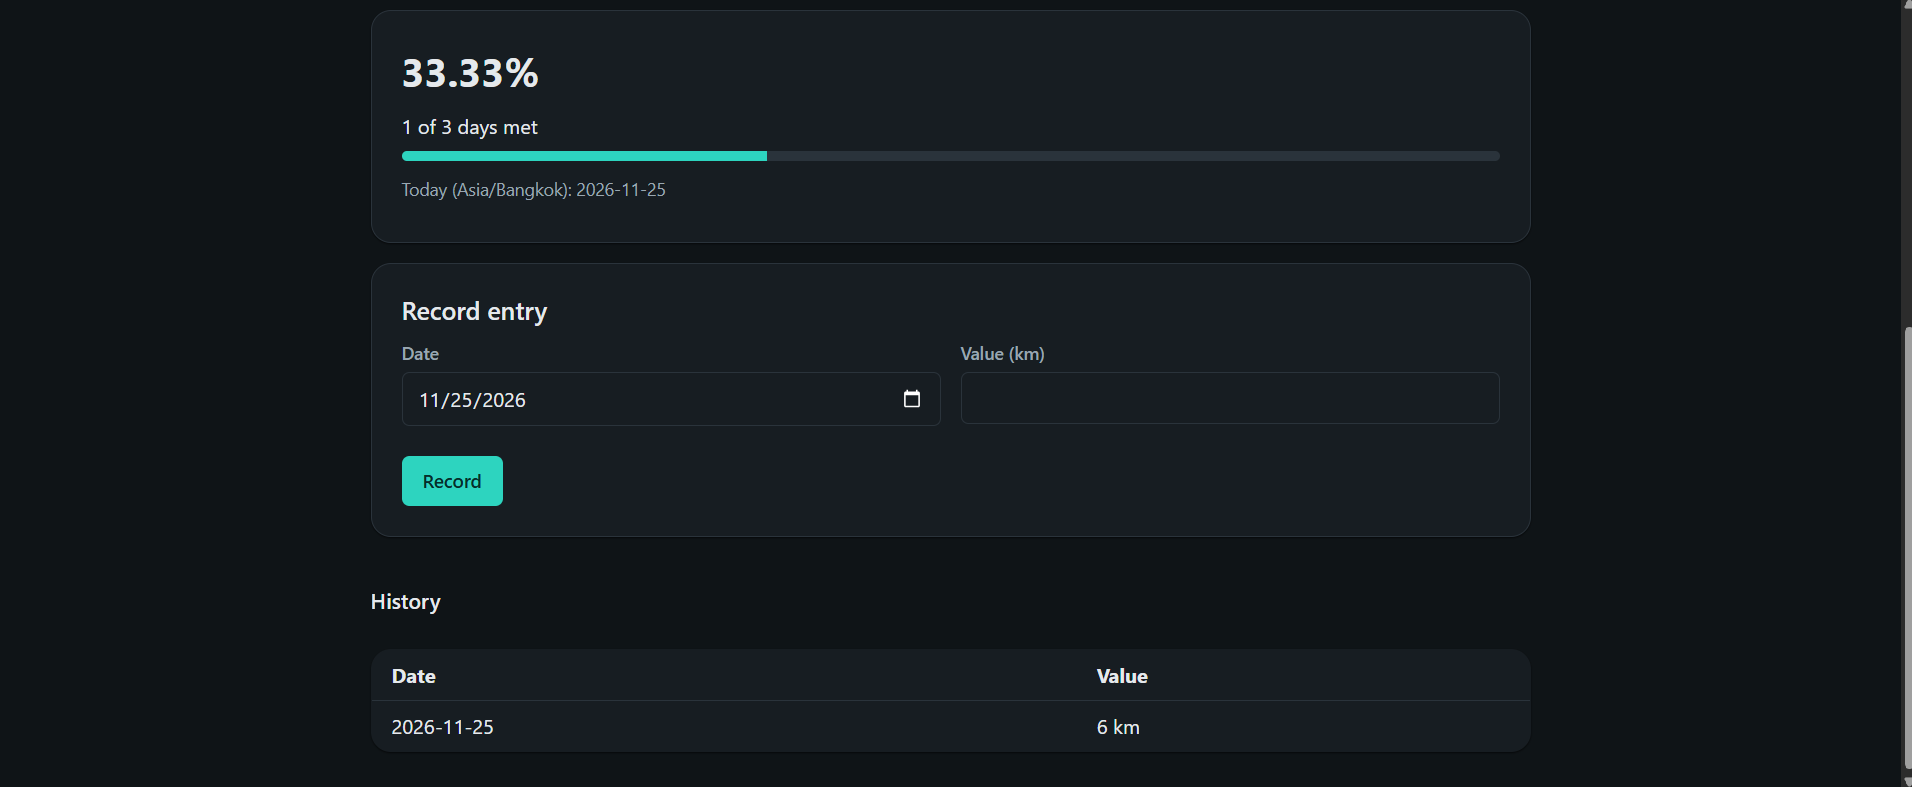 33.33%
1 of 3 days met
Today (Asia/Bangkok): 2026-11-25
Record entry
Date
Value (km)
11/25/2026
Record
History
Date Value
2026-11-25 6 km